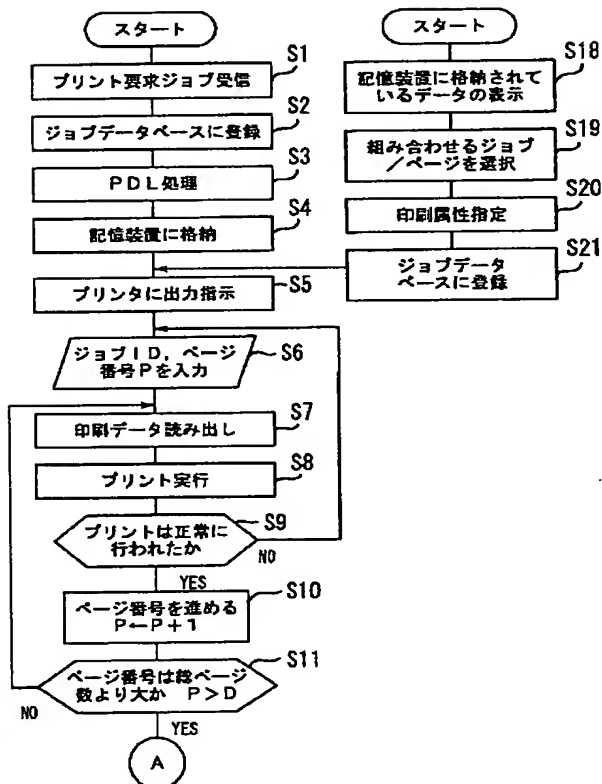 スタート
S1
プリント要求ジョブ受信
S2
ジョブデータベースに登録
S3
PDL処理
S4
記憶装置に格納
S5
プリンタに出力指示
S6
ジョブID,ページ
番号Pを入力
S7
印刷データ読み出し
S8
プリント実行
S9
プリントは正常に
行われたか
NO
YES
S10
ページ番号を進める
P←P+1
S11
ページ番号は総ページ
数より大か P>D
NO
YES
A
スタート
S18
記憶装置に格納されて
いるデータの表示
S19
組み合わせるジョブ
/ページを選択
S20
印刷属性指定
S21
ジョブデータ
ベースに登録